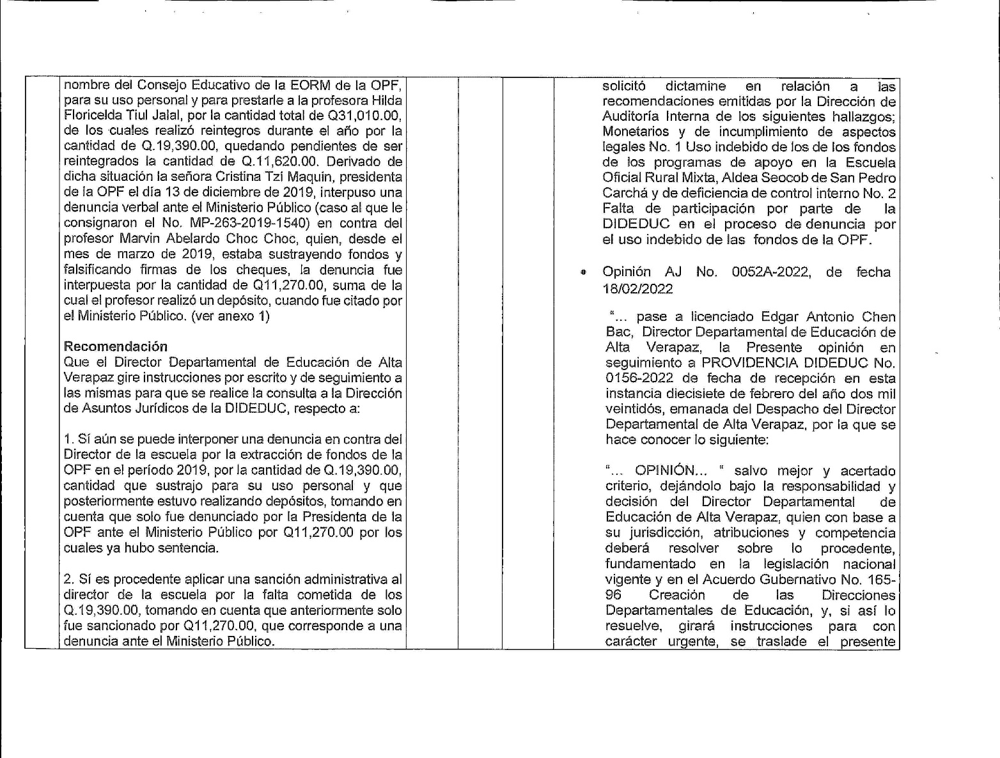 nombre del Consejo Educativo de la EORM de la OPF,
para su uso personal y para prestarle a la profesora Hilda
Floricelda Tiul Jalal, por la cantidad total de Q31,010.00,
de los cuales realizó reintegros durante el año por la
cantidad de Q.19,390.00, quedando pendientes de ser
reintegrados la cantidad de Q.11,620.00. Derivado de
dicha situación la señora Cristina Tzi Maquin, presidenta
de la OPF el día 13 de diciembre de 2019, interpuso una
denuncia verbal ante el Ministerio Público (caso al que le
consignaron el No. MP-263-2019-1540) en contra del
profesor Marvin Abelardo Choc Choc, quien, desde el
mes de marzo de 2019, estaba sustrayendo fondos y
falsificando firmas de los cheques, la denuncia fue
interpuesta por la cantidad de Q11,270.00, suma de la
cual el profesor realizó un depósito, cuando fue citado por
el Ministerio Público. (ver anexo 1)
Recomendación
Que el Director Departamental de Educación de Alta
Verapaz gire instrucciones por escrito y de seguimiento a
las mismas para que se realice la consulta a la Dirección
de Asuntos Jurídicos de la DIDEDUC, respecto a:
1. Sí aún se puede interponer una denuncia en contra del
Director de la escuela por la extracción de fondos de la
OPF en el período 2019, por la cantidad de Q.19,390.00,
cantidad que sustrajo para su uso personal y que
posteriormente estuvo realizando depósitos, tomando en
cuenta que solo fue denunciado por la Presidenta de la
OPF ante el Ministerio Público por Q11,270.00 por los
cuales ya hubo sentencia.
2. Sí es procedente aplicar una sanción administrativa al
director de la escuela por la falta cometida de los
Q.19,390.00, tomando en cuenta que anteriormente solo
fue sancionado por Q11,270.00, que corresponde a una
denuncia ante el Ministerio Público.
solicitó dictamine en relación a las
recomendaciones emitidas por la Dirección de
Auditoría Interna de los siguientes hallazgos;
Monetarios y de incumplimiento de aspectos
legales No. 1 Uso indebido de los de los fondos
de los programas de apoyo en la Escuela
Oficial Rural Mixta, Aldea Seocob de San Pedro
Carchá y de deficiencia de control interno No. 2
Falta de participación por parte de la
DIDEDUC en el proceso de denuncia por
el uso indebido de las fondos de la OPF.
• Opinión AJ No. 0052A-2022, de fecha
18/02/2022
"... pase a licenciado Edgar Antonio Chen
Bac, Director Departamental de Educación de
Alta Verapaz, la Presente opinión en
seguimiento a PROVIDENCIA DIDEDUC No.
0156-2022 de fecha de recepción en esta
instancia diecisiete de febrero del año dos mil
veintidós, emanada del Despacho del Director
Departamental de Alta Verapaz, por la que se
hace conocer lo siguiente:
"... OPINIÓN... " salvo mejor y acertado
criterio, dejándolo bajo la responsabilidad y
decisión del Director Departamental de
Educación de Alta Verapaz, quien con base a
su jurisdicción, atribuciones y competencia
deberá resolver sobre lo procedente,
fundamentado en la legislación nacional
vigente y en el Acuerdo Gubernativo No. 165-
96 Creación de las Direcciones
Departamentales de Educación, y, si así lo
resuelve, girará instrucciones para con
carácter urgente, se traslade el presente